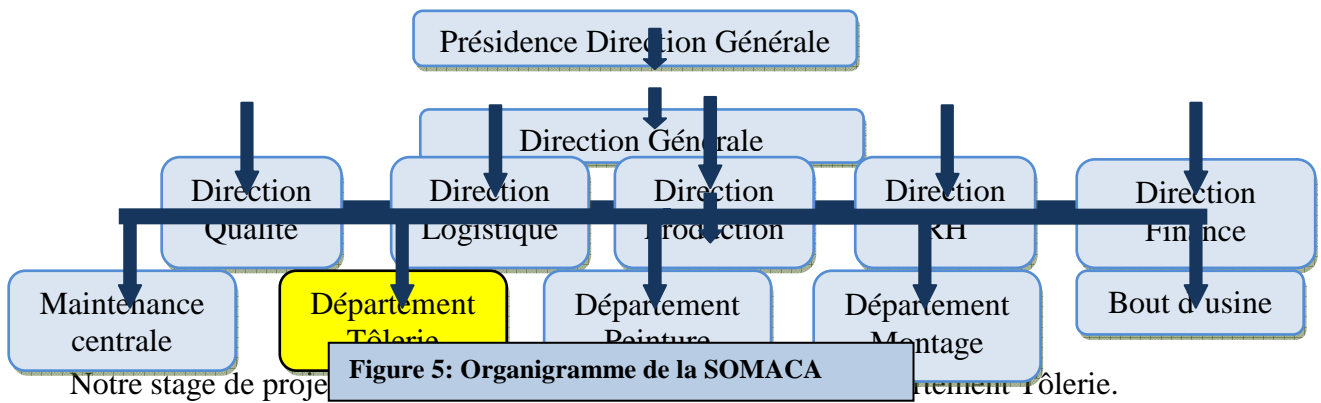 Présidence Direction Générale
Direction Générale
Direction
Qualité
Direction
Logistique
Direction
Production
Direction
RH
Direction
Finance
Maintenance
centrale
Département
Tôlerie
Département
Peinture
Département
Montage
Bout d'usine
Figure 5: Organigramme de la SOMACA
Notre stage de proje Tôlerie.